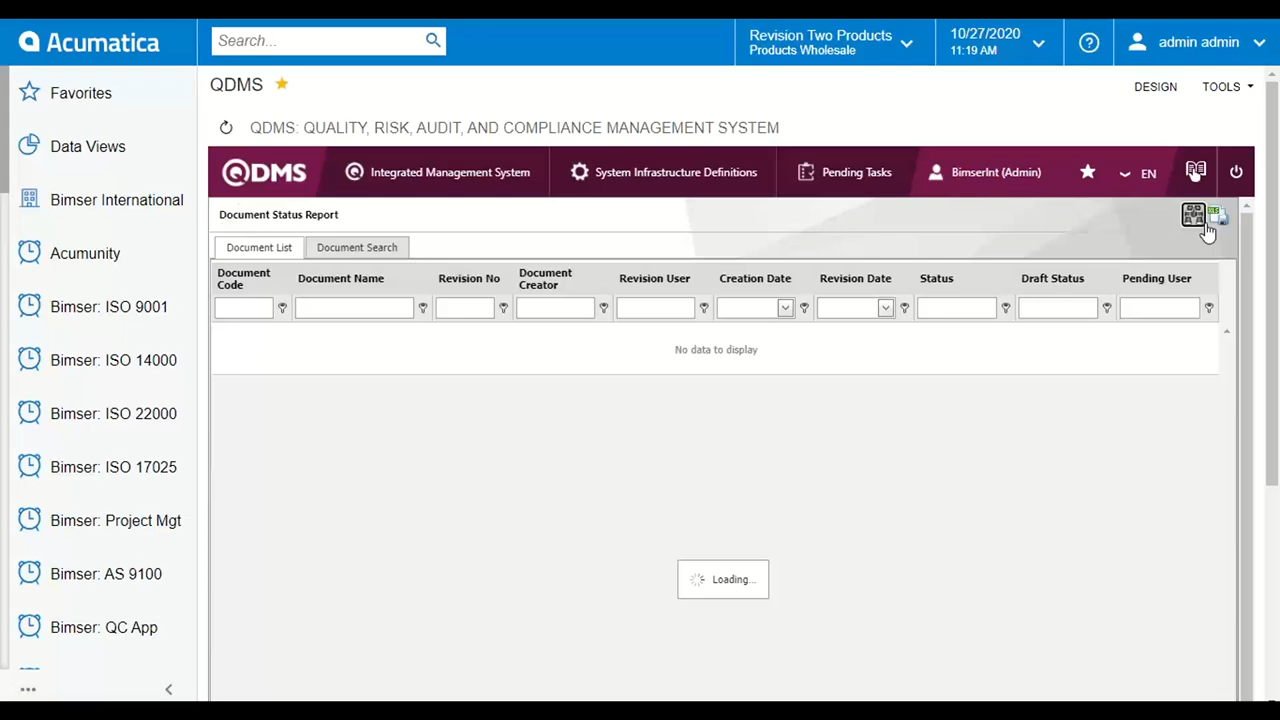 Acumatica
Search...
Revision Two Products
Products Wholesale
10/27/2020
11:19 AM
admin admin
Favorites
Data Views
Bimser International
Acumunity
Bimser: ISO 9001
Bimser: ISO 14000
Bimser: ISO 22000
Bimser: ISO 17025
Bimser: Project Mgt
Bimser: AS 9100
Bimser: QC App
QDMS
DESIGN
TOOLS
QDMS: QUALITY, RISK, AUDIT, AND COMPLIANCE MANAGEMENT SYSTEM
QDMS
Integrated Management System
System Infrastructure Definitions
Pending Tasks
BimserInt (Admin)
EN
Document Status Report
Document List
Document Search
Document Code
Document Name
Revision No
Document Creator
Revision User
Creation Date
Revision Date
Status
Draft Status
Pending User
No data to display
Loading...